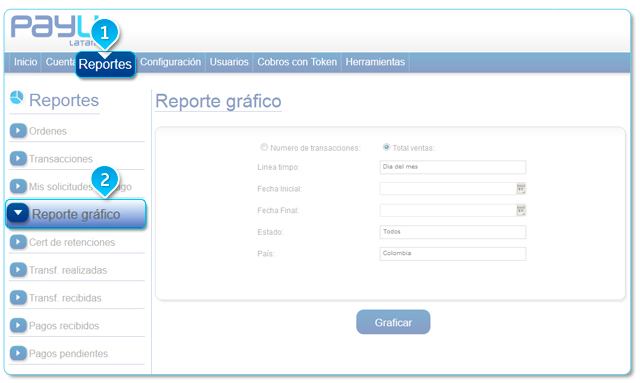 PayU
LATAM
1
Inicio Cuenta Reportes Configuración Usuarios Cobros con Token Herramientas
Reportes
Ordenes
Transacciones
Mis solicitudes go
2
Reporte gráfico
Cert de retenciones
Transf. realizadas
Transf. recibidas
Pagos recibidos
Pagos pendientes
Reporte gráfico
Numero de transacciones: Total ventas:
Linea timpo: Dia del mes
Fecha Inicial:
Fecha Final:
Estado: Todos
País: Colombia
Graficar